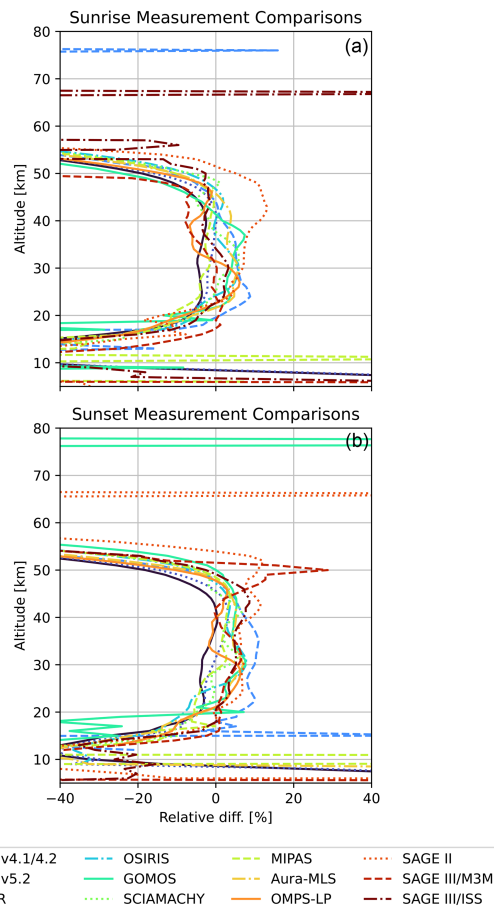 Sunrise Measurement Comparisons
(a)
80
70
60
50
40
30
20
10
Altitude [km]
Sunset Measurement Comparisons
(b)
80
70
60
50
40
30
20
10
Altitude [km]
−40 −20 0 20 40
Relative diff. [%]
v4.1/4.2 OSIRIS MIPAS SAGE II
v5.2 GOMOS Aura-MLS SAGE III/M3M
R SCIAMACHY OMPS-LP SAGE III/ISS